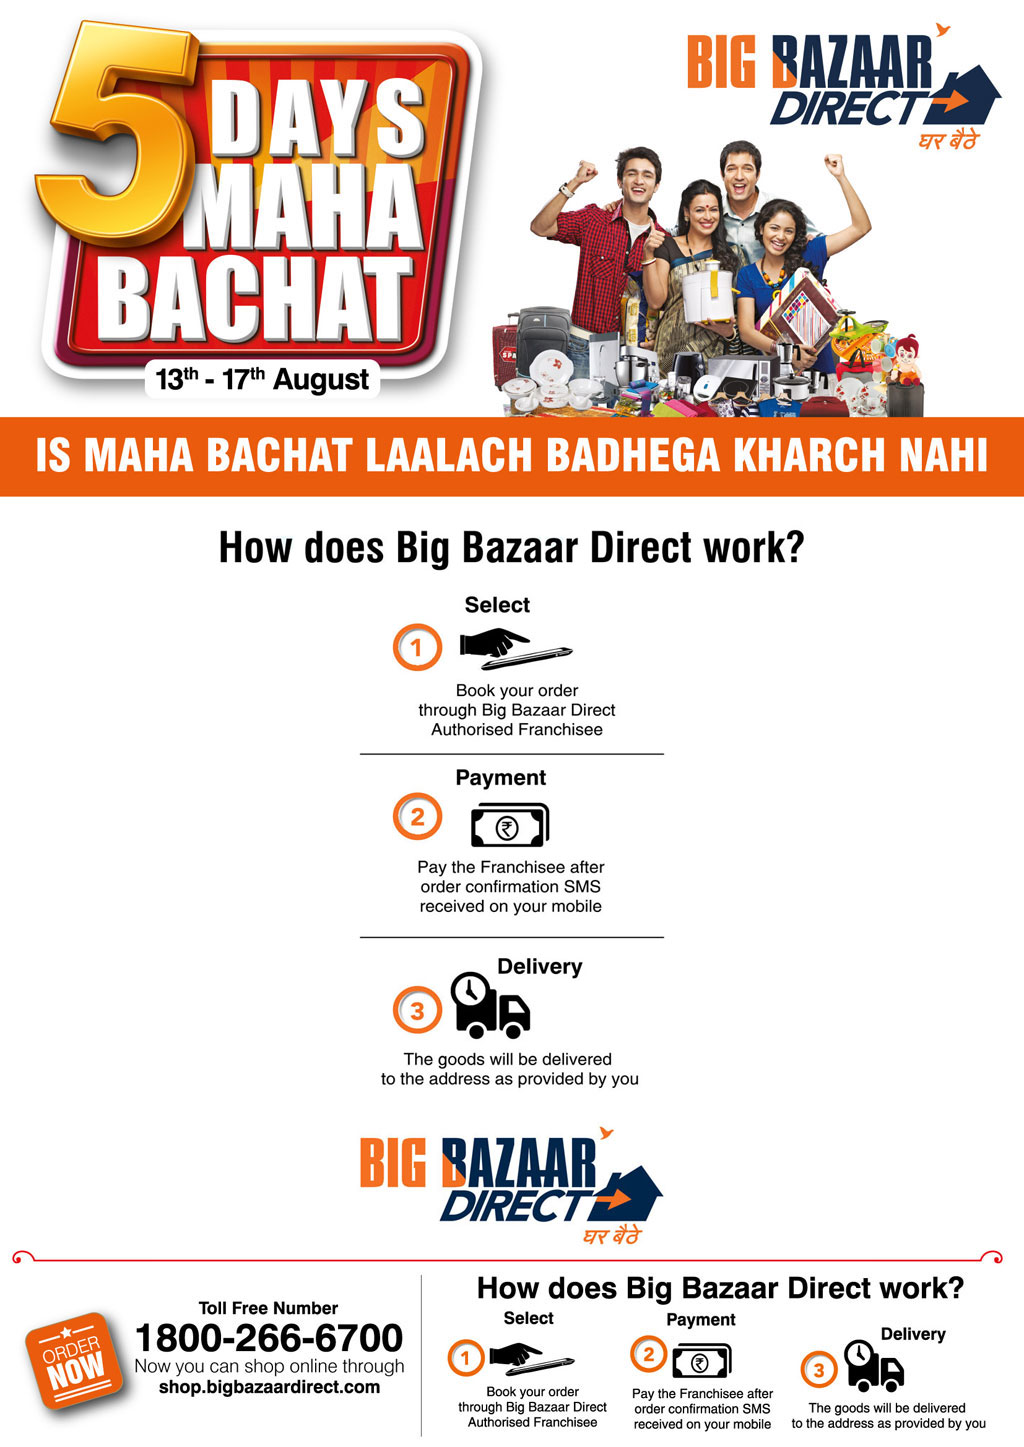 5 DAYS
MAHA
BACHAT
13th - 17th August
BIG BAZAAR
DIRECT
घर बैठे
IS MAHA BACHAT LAALACH BADHEGA KHARCH NAHI
How does Big Bazaar Direct work?
Select
1
Book your order
through Big Bazaar Direct
Authorised Franchisee
Payment
2
₹
Pay the Franchisee after
order confirmation SMS
received on your mobile
Delivery
3
The goods will be delivered
to the address as provided by you
BIG BAZAAR
DIRECT
घर बैठे
ORDER
NOW
Toll Free Number
1800-266-6700
Now you can shop online through
shop.bigbazaardirect.com
How does Big Bazaar Direct work?
Select
1
Book your order
through Big Bazaar Direct
Authorised Franchisee
Payment
2
₹
Pay the Franchisee after
order confirmation SMS
received on your mobile
Delivery
3
The goods will be delivered
to the address as provided by you